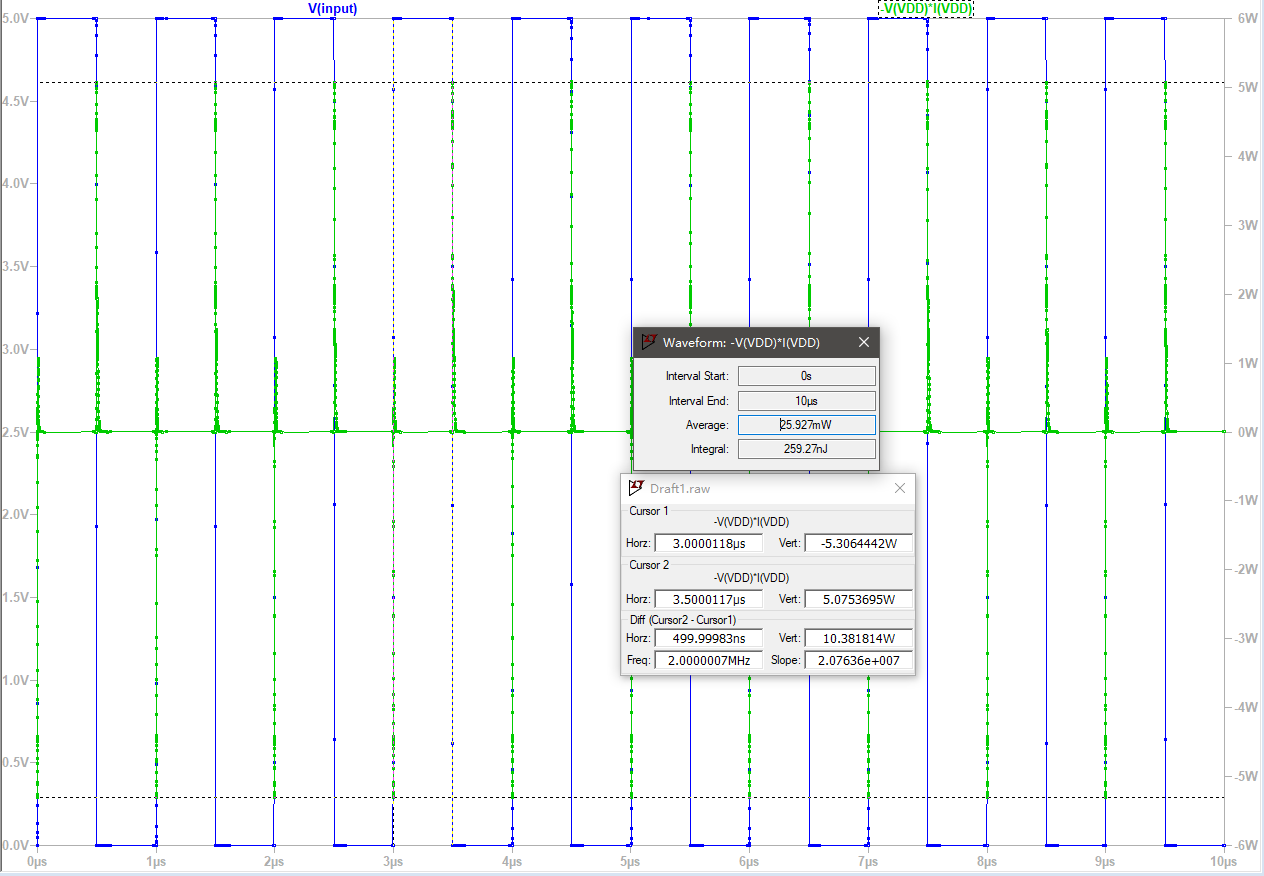 V(input) -V(VDD)*I(VDD)
5.0V 6W
4.5V 5W
4.0V 4W
3.5V 3W
2W
3.0V 1W
2.5V 0W
2.0V -1W
1.5V -2W
-3W
1.0V -4W
0.5V -5W
0.0V -6W
0µs 1µs 2µs 3µs 4µs 5µs 6µs 7µs 8µs 9µs 10µs
Waveform: -V(VDD)*I(VDD)
Interval Start: 0s
Interval End: 10µs
Average: 25.927mW
Integral: 259.27nJ
Draft1.raw
Cursor 1
-V(VDD)*I(VDD)
Horz: 3.0000118µs Vert: -5.3064442W
Cursor 2
-V(VDD)*I(VDD)
Horz: 3.5000117µs Vert: 5.0753695W
Diff (Cursor2 - Cursor1)
Horz: 499.99983ns Vert: 10.381814W
Freq: 2.0000007MHz Slope: 2.07636e+007